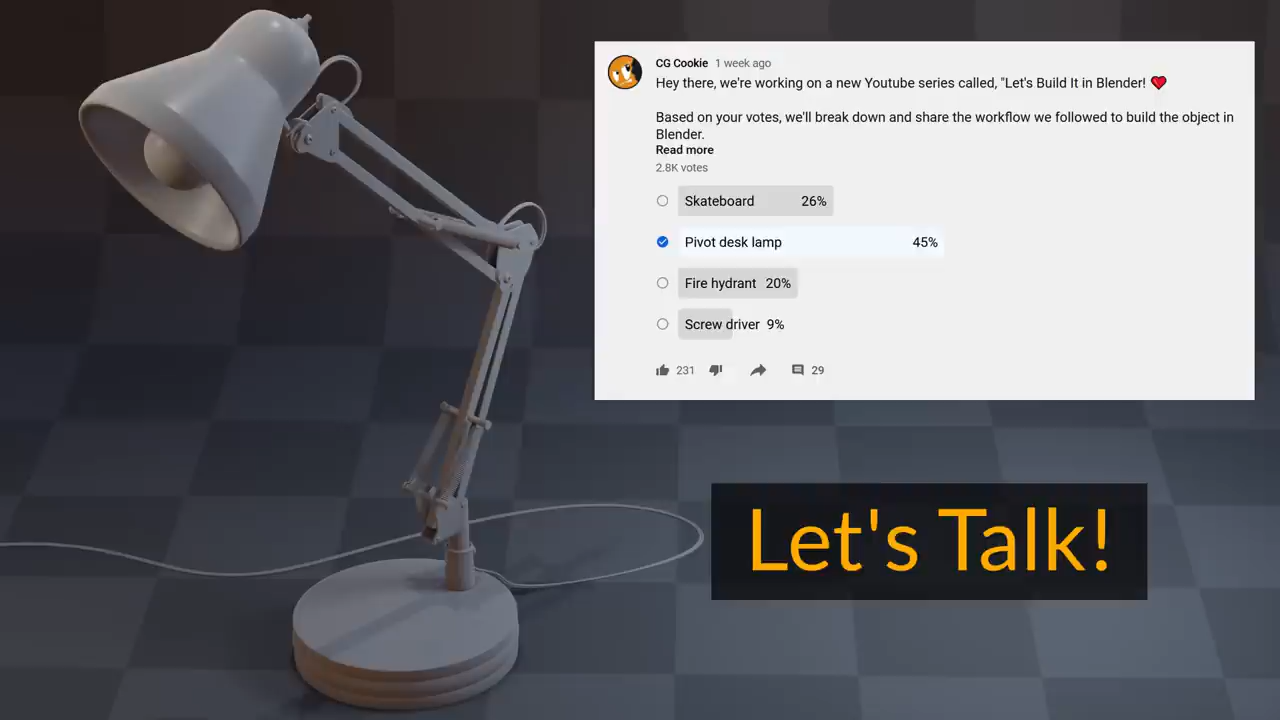 CG Cookie 1 week ago
Hey there, we're working on a new Youtube series called, "Let's Build It in Blender! ❤️
Based on your votes, we'll break down and share the workflow we followed to build the object in
Blender.
Read more
2.8K votes
Skateboard 26%
Pivot desk lamp 45%
Fire hydrant 20%
Screw driver 9%
231 29
Let's Talk!